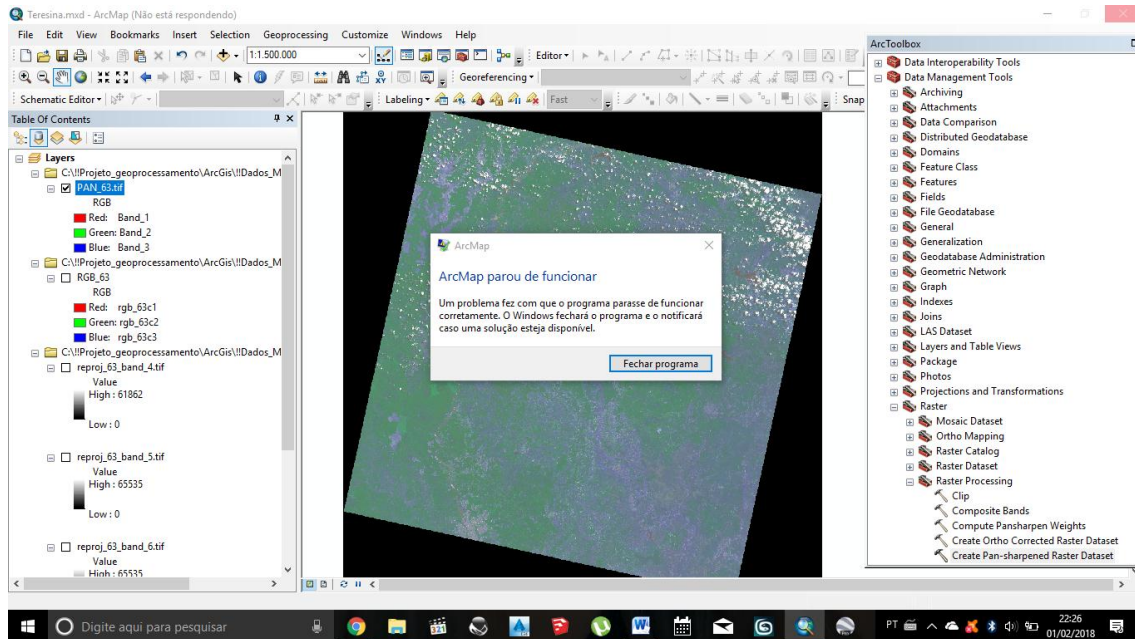 Teresina.mxd - ArcMap (Não está respondendo)
File Edit View Bookmarks Insert Selection Geoprocessing Customize Windows Help
1:1.500.000
Editor
Georeferencing
Schematic Editor
Labeling
Fast
Snap
Table Of Contents
Layers
C:\!!Projeto_geoprocessamento\ArcGis\!!Dados_M
PAN_63.tif
RGB
Red: Band_1
Green: Band_2
Blue: Band_3
C:\!!Projeto_geoprocessamento\ArcGis\!!Dados_M
RGB_63
RGB
Red: rgb_63c1
Green: rgb_63c2
Blue: rgb_63c3
C:\!!Projeto_geoprocessamento\ArcGis\!!Dados_M
reproj_63_band_4.tif
Value
High : 61862
Low : 0
reproj_63_band_5.tif
Value
High : 65535
Low : 0
reproj_63_band_6.tif
Value
High : 65535
ArcMap
ArcMap parou de funcionar
Um problema fez com que o programa parasse de funcionar
corretamente. O Windows fechará o programa e o notificará
caso uma solução esteja disponível.
Fechar programa
ArcToolbox
Data Interoperability Tools
Data Management Tools
Archiving
Attachments
Data Comparison
Distributed Geodatabase
Domains
Feature Class
Features
Fields
File Geodatabase
General
Generalization
Geodatabase Administration
Geometric Network
Graph
Indexes
Joins
LAS Dataset
Layers and Table Views
Package
Photos
Projections and Transformations
Raster
Mosaic Dataset
Ortho Mapping
Raster Catalog
Raster Dataset
Raster Processing
Clip
Composite Bands
Compute Pansharpen Weights
Create Ortho Corrected Raster Dataset
Create Pan-sharpened Raster Dataset
Digite aqui para pesquisar
PT
22:26
01/02/2018